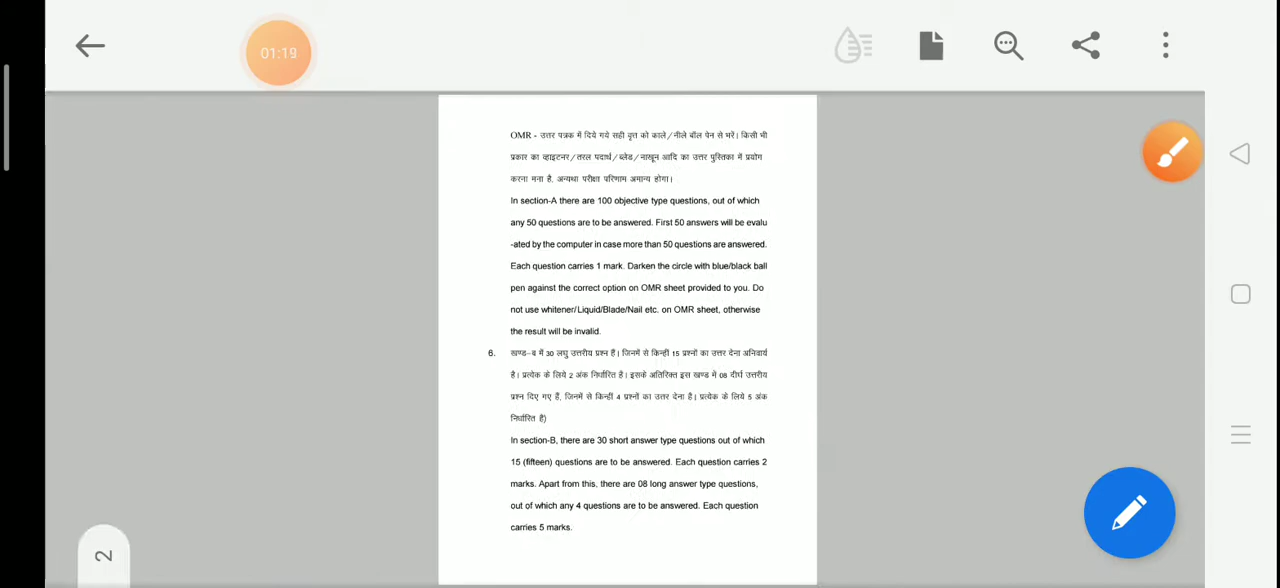 01:19
OMR - उत्तर पत्रक में दिये गये सही वृत्त को काले/नीले बॉल पेन से भरें। किसी भी
प्रकार का व्हाइटनर/तरल पदार्थ/ब्लेड/नाखून आदि का उत्तर पुस्तिका में प्रयोग
करना मना है, अन्यथा परीक्षा परिणाम अमान्य होगा।
In section-A there are 100 objective type questions, out of which
any 50 questions are to be answered. First 50 answers will be evalu
-ated by the computer in case more than 50 questions are answered.
Each question carries 1 mark. Darken the circle with blue/black ball
pen against the correct option on OMR sheet provided to you. Do
not use whitener/Liquid/Blade/Nail etc. on OMR sheet, otherwise
the result will be invalid.
6. खण्ड-ब में 30 लघु उत्तरीय प्रश्न हैं। जिनमें से किन्हीं 15 प्रश्नों का उत्तर देना अनिवार्य
है। प्रत्येक के लिये 2 अंक निर्धारित हैं। इसके अतिरिक्त इस खण्ड में 08 दीर्घ उत्तरीय
प्रश्न दिए गए हैं, जिनमें से किन्हीं 4 प्रश्नों का उत्तर देना है। प्रत्येक के लिये 5 अंक
निर्धारित हैं)
In section-B, there are 30 short answer type questions out of which
15 (fifteen) questions are to be answered. Each question carries 2
marks. Apart from this, there are 08 long answer type questions,
out of which any 4 questions are to be answered. Each question
carries 5 marks.
2